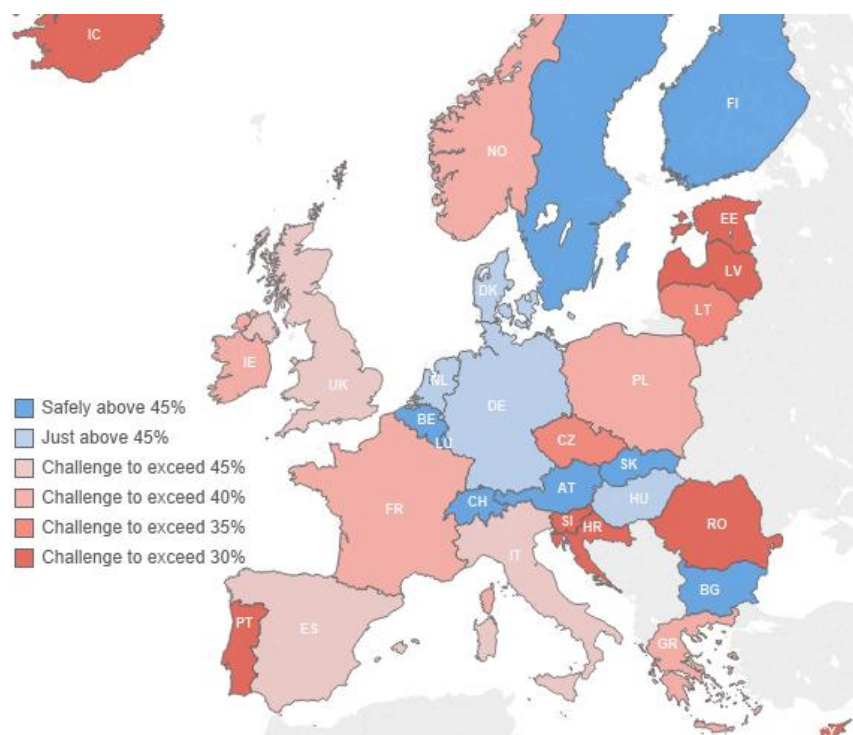 IC
FI
NO
EE
LV
DK
LT
IE
UK
NL
DE
PL
BE
LU
CZ
SK
CH
AT
HU
FR
SI
HR
RO
IT
BG
PT
ES
GR
Safely above 45%
Just above 45%
Challenge to exceed 45%
Challenge to exceed 40%
Challenge to exceed 35%
Challenge to exceed 30%